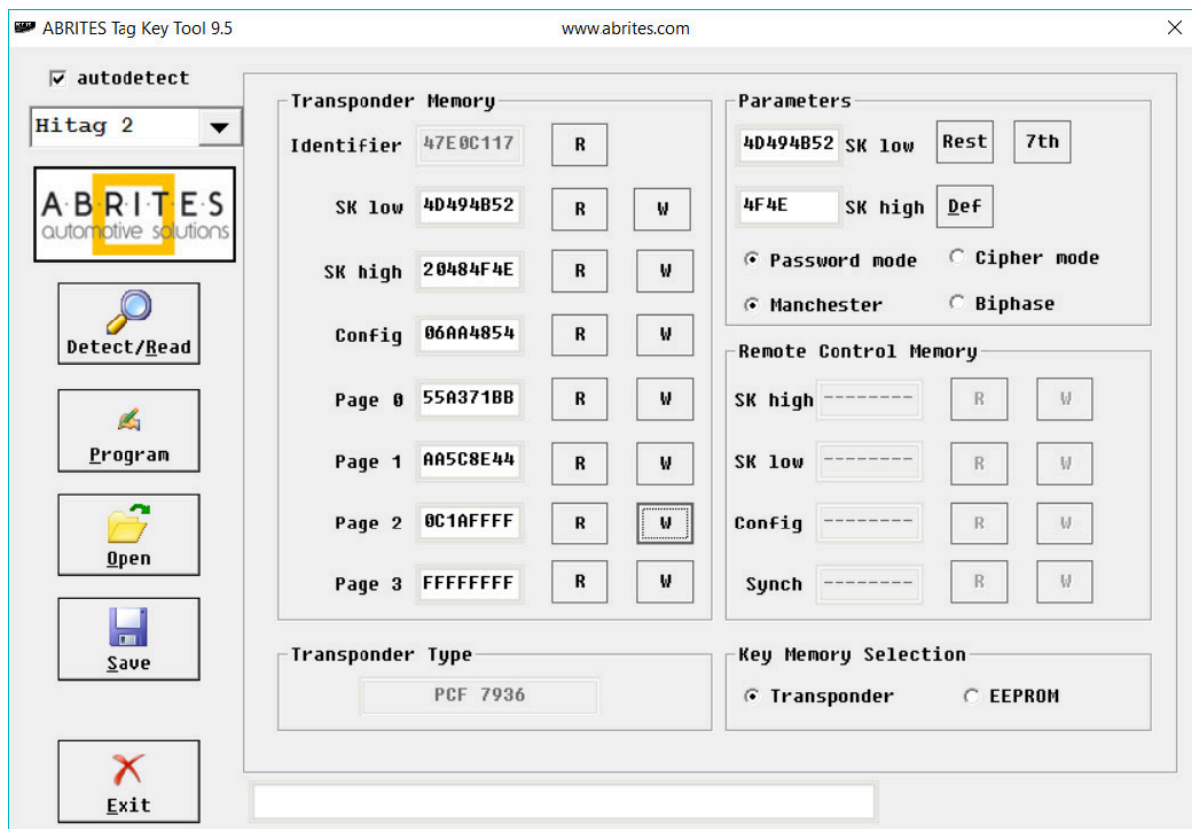 ABRITES Tag Key Tool 9.5
www.abrites.com
autodetect
Hitag 2
A·B·R·I·T·E·S
automotive solutions
Detect/Read
Program
Open
Save
Exit
Transponder Memory
Identifier 47E0C117 R
SK low 4D494B52 R W
SK high 20484F4E R W
Config 06AA4854 R W
Page 0 55A371BB R W
Page 1 AA5C8E44 R W
Page 2 0C1AFFFF R W
Page 3 FFFFFFFF R W
Transponder Type
PCF 7936
Parameters
4D494B52 SK low Rest 7th
4F4E SK high Def
Password mode Cipher mode
Manchester Biphase
Remote Control Memory
SK high -------- R W
SK low -------- R W
Config -------- R W
Synch -------- R W
Key Memory Selection
Transponder EEPROM